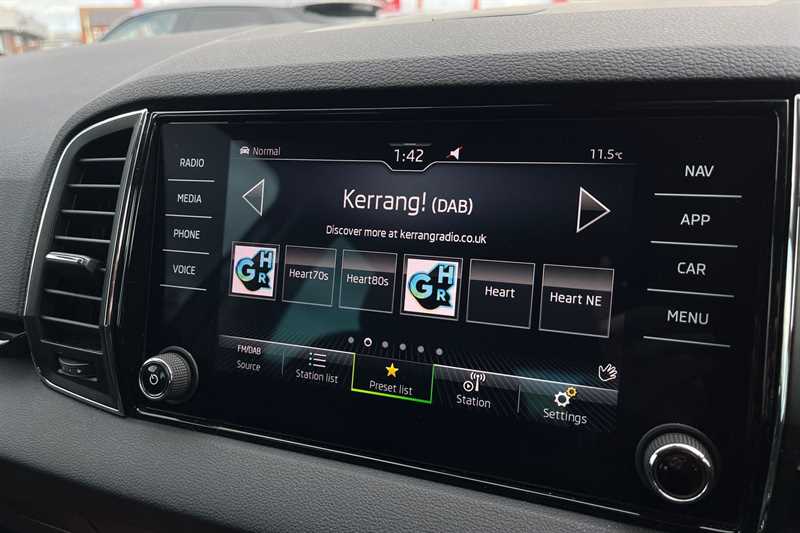 Normal
1:42
11.5°C
RADIO
MEDIA
PHONE
VOICE
Kerrang! (DAB)
Discover more at kerrangradio.co.uk
GHR
Heart70s
Heart80s
GHR
Heart
Heart NE
FM/DAB
Source
Station list
Preset list
Station
Settings
NAV
APP
CAR
MENU